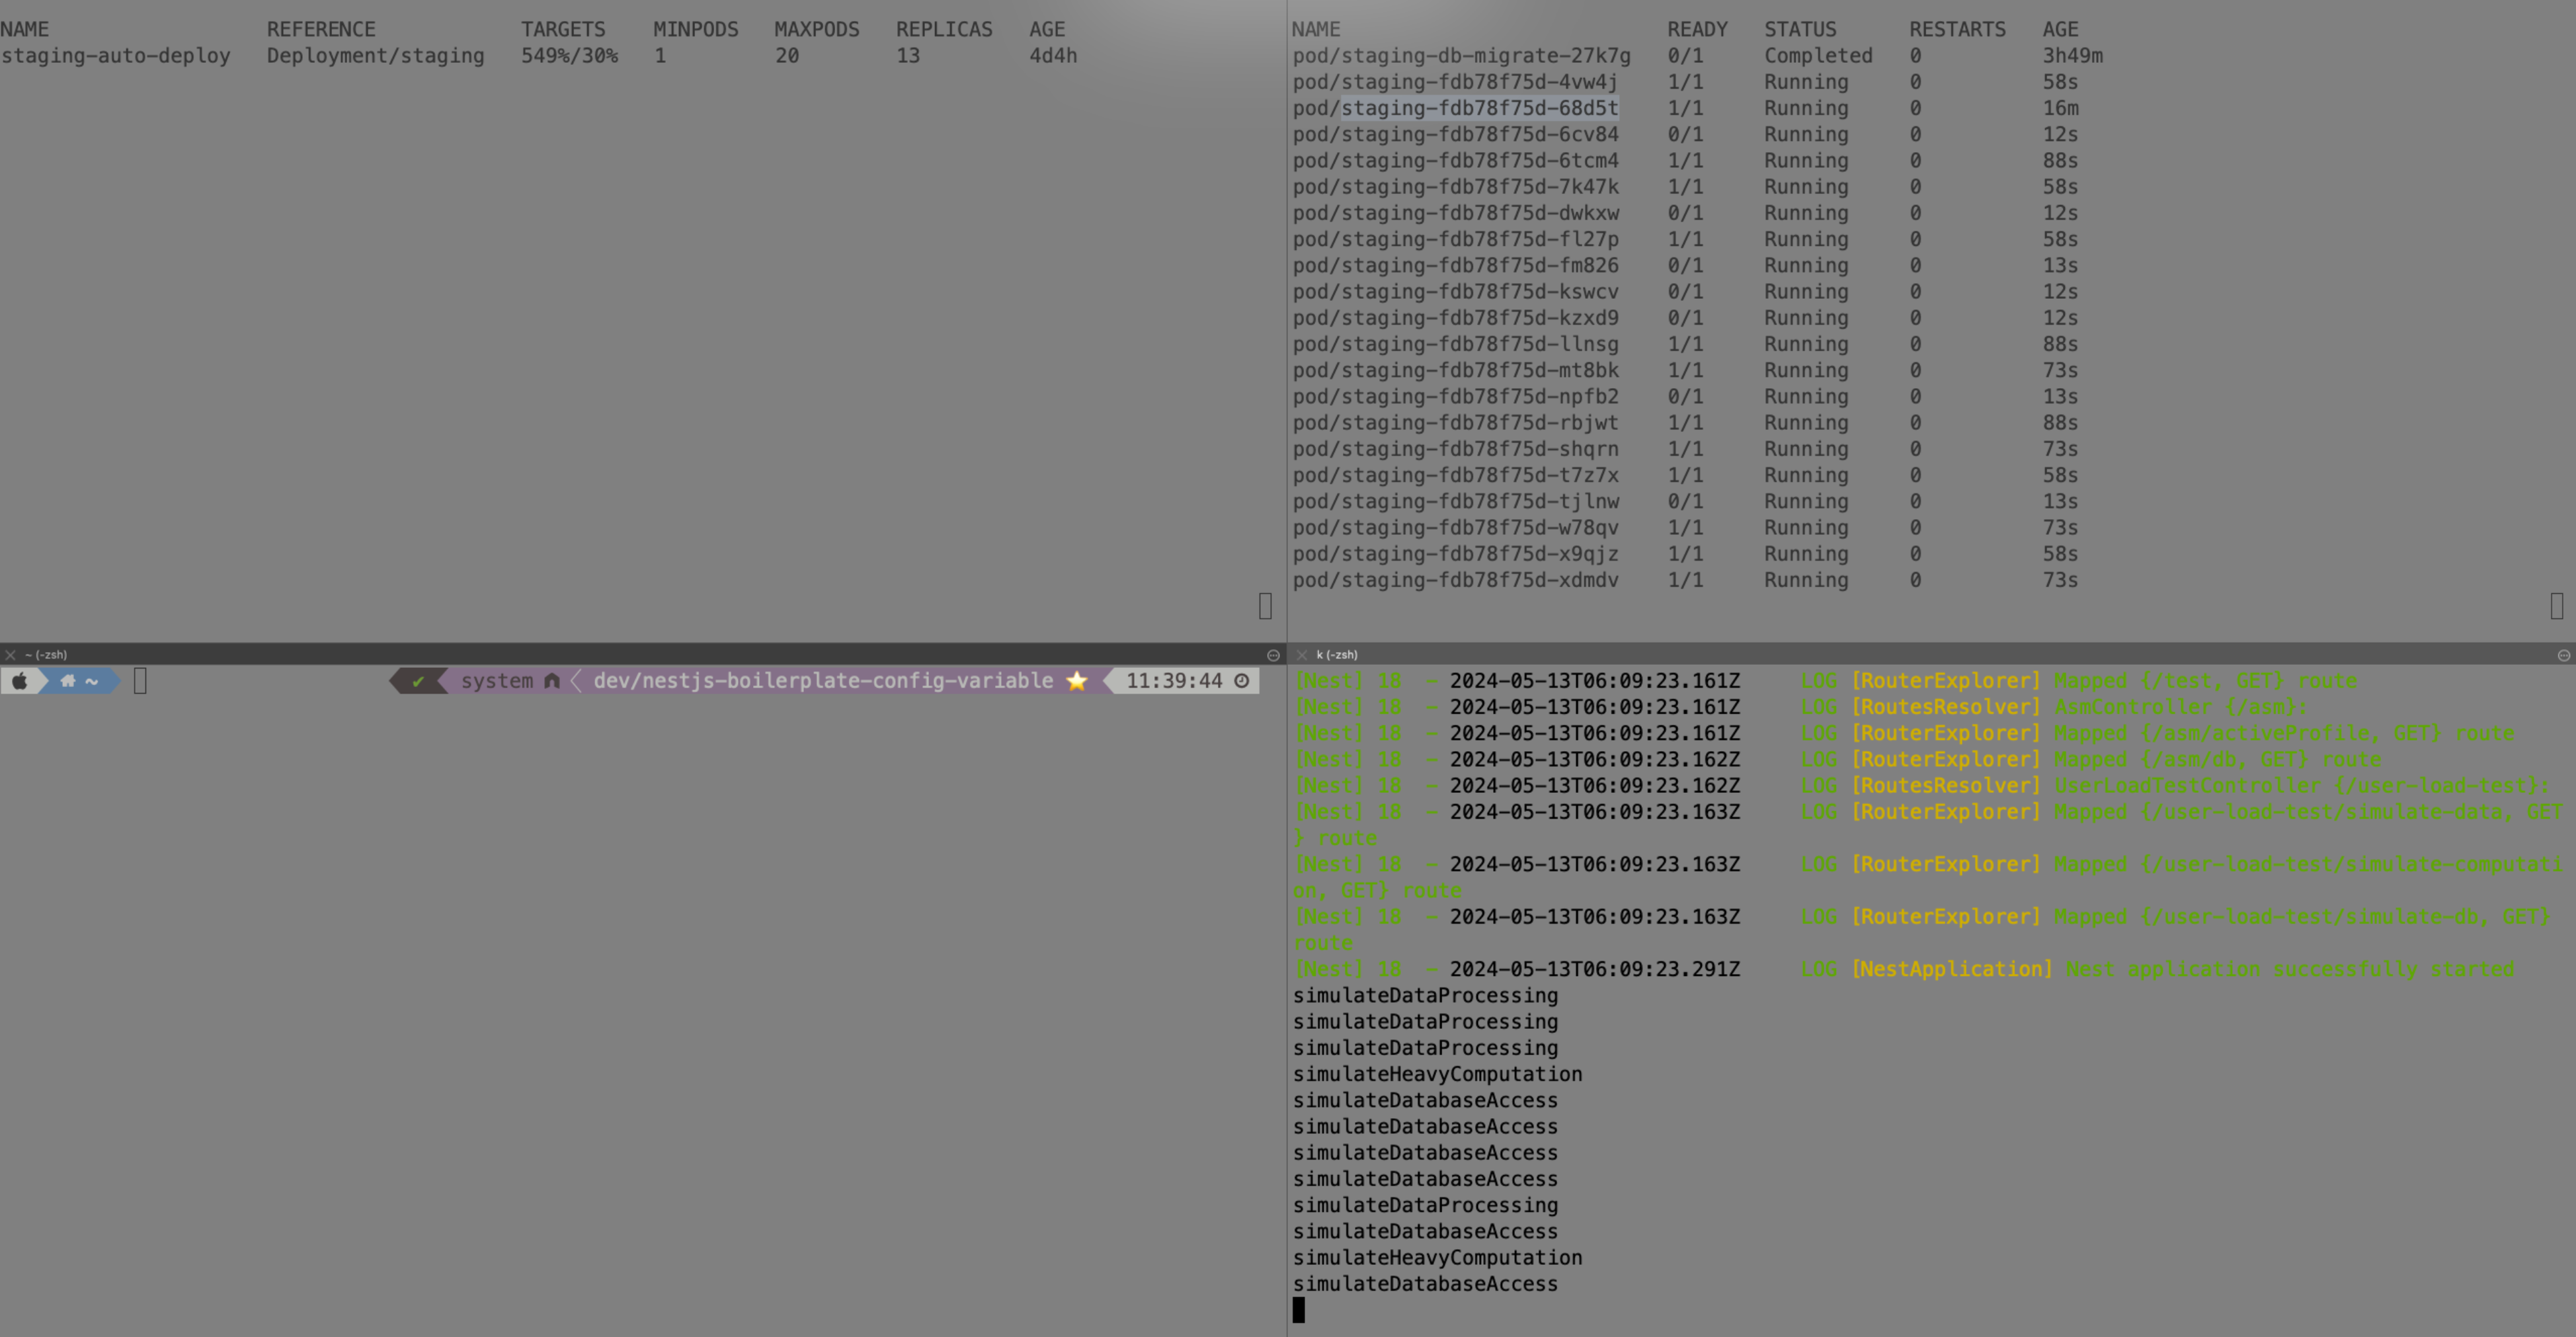 NAME REFERENCE TARGETS MINPODS MAXPODS REPLICAS AGE
staging-auto-deploy Deployment/staging 549%/30% 1 20 13 4d4h
NAME READY STATUS RESTARTS AGE
pod/staging-db-migrate-27k7g 0/1 Completed 0 3h49m
pod/staging-fdb78f75d-4vw4j 1/1 Running 0 58s
pod/staging-fdb78f75d-68d5t 1/1 Running 0 16m
pod/staging-fdb78f75d-6cv84 0/1 Running 0 12s
pod/staging-fdb78f75d-6tcm4 1/1 Running 0 88s
pod/staging-fdb78f75d-7k47k 1/1 Running 0 58s
pod/staging-fdb78f75d-dwkxw 0/1 Running 0 12s
pod/staging-fdb78f75d-fl27p 1/1 Running 0 58s
pod/staging-fdb78f75d-fm826 0/1 Running 0 13s
pod/staging-fdb78f75d-kswcv 0/1 Running 0 12s
pod/staging-fdb78f75d-kzxd9 0/1 Running 0 12s
pod/staging-fdb78f75d-llnsg 1/1 Running 0 88s
pod/staging-fdb78f75d-mt8bk 1/1 Running 0 73s
pod/staging-fdb78f75d-npfb2 0/1 Running 0 13s
pod/staging-fdb78f75d-rbjwt 1/1 Running 0 88s
pod/staging-fdb78f75d-shqrn 1/1 Running 0 73s
pod/staging-fdb78f75d-t7z7x 1/1 Running 0 58s
pod/staging-fdb78f75d-tjlnw 0/1 Running 0 13s
pod/staging-fdb78f75d-w78qv 1/1 Running 0 73s
pod/staging-fdb78f75d-x9qjz 1/1 Running 0 58s
pod/staging-fdb78f75d-xdmdv 1/1 Running 0 73s
~ (-zsh)
~ ✔ system dev/nestjs-boilerplate-config-variable ⭐ 11:39:44
k (-zsh)
[Nest] 18 - 2024-05-13T06:09:23.161Z LOG [RouterExplorer] Mapped {/test, GET} route
[Nest] 18 - 2024-05-13T06:09:23.161Z LOG [RoutesResolver] AsmController {/asm}:
[Nest] 18 - 2024-05-13T06:09:23.161Z LOG [RouterExplorer] Mapped {/asm/activeProfile, GET} route
[Nest] 18 - 2024-05-13T06:09:23.162Z LOG [RouterExplorer] Mapped {/asm/db, GET} route
[Nest] 18 - 2024-05-13T06:09:23.162Z LOG [RoutesResolver] UserLoadTestController {/user-load-test}:
[Nest] 18 - 2024-05-13T06:09:23.163Z LOG [RouterExplorer] Mapped {/user-load-test/simulate-data, GET
} route
[Nest] 18 - 2024-05-13T06:09:23.163Z LOG [RouterExplorer] Mapped {/user-load-test/simulate-computati
on, GET} route
[Nest] 18 - 2024-05-13T06:09:23.163Z LOG [RouterExplorer] Mapped {/user-load-test/simulate-db, GET}
route
[Nest] 18 - 2024-05-13T06:09:23.291Z LOG [NestApplication] Nest application successfully started
simulateDataProcessing
simulateDataProcessing
simulateDataProcessing
simulateHeavyComputation
simulateDatabaseAccess
simulateDatabaseAccess
simulateDatabaseAccess
simulateDatabaseAccess
simulateDataProcessing
simulateDatabaseAccess
simulateHeavyComputation
simulateDatabaseAccess